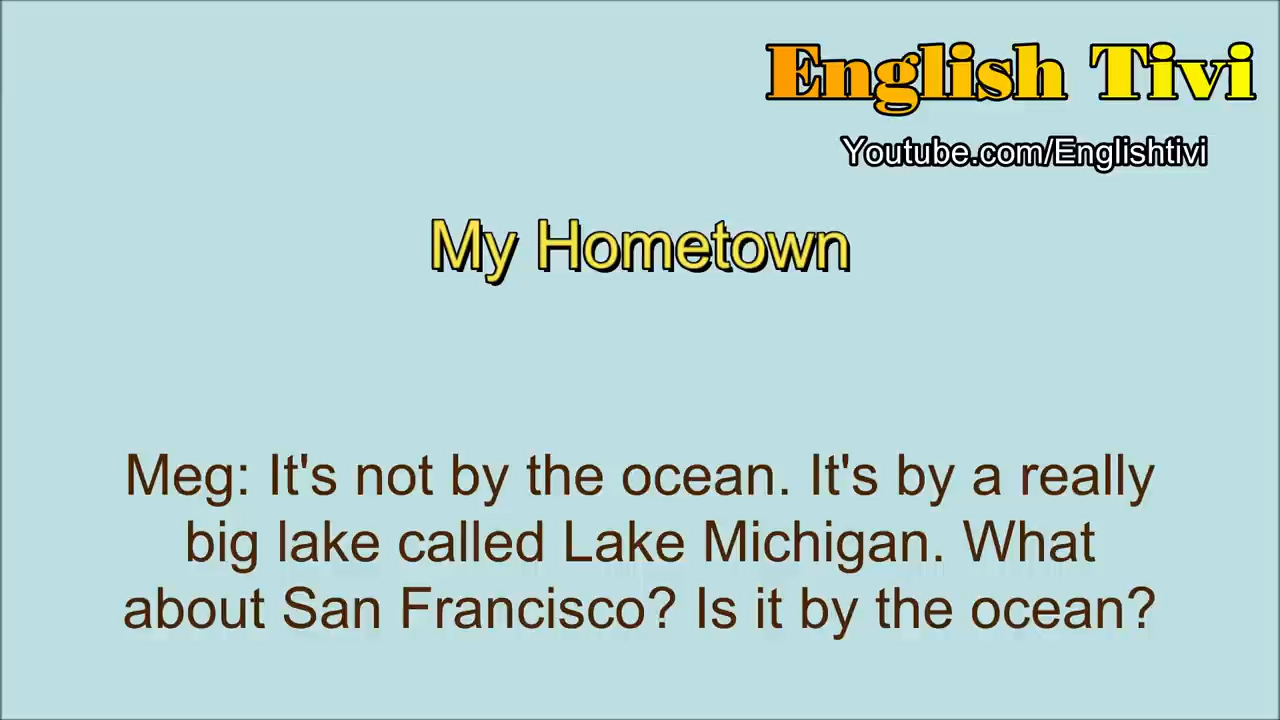 English Tivi
Youtube.com/Englishtivi
My Hometown
Meg: It's not by the ocean. It's by a really
big lake called Lake Michigan. What
about San Francisco? Is it by the ocean?